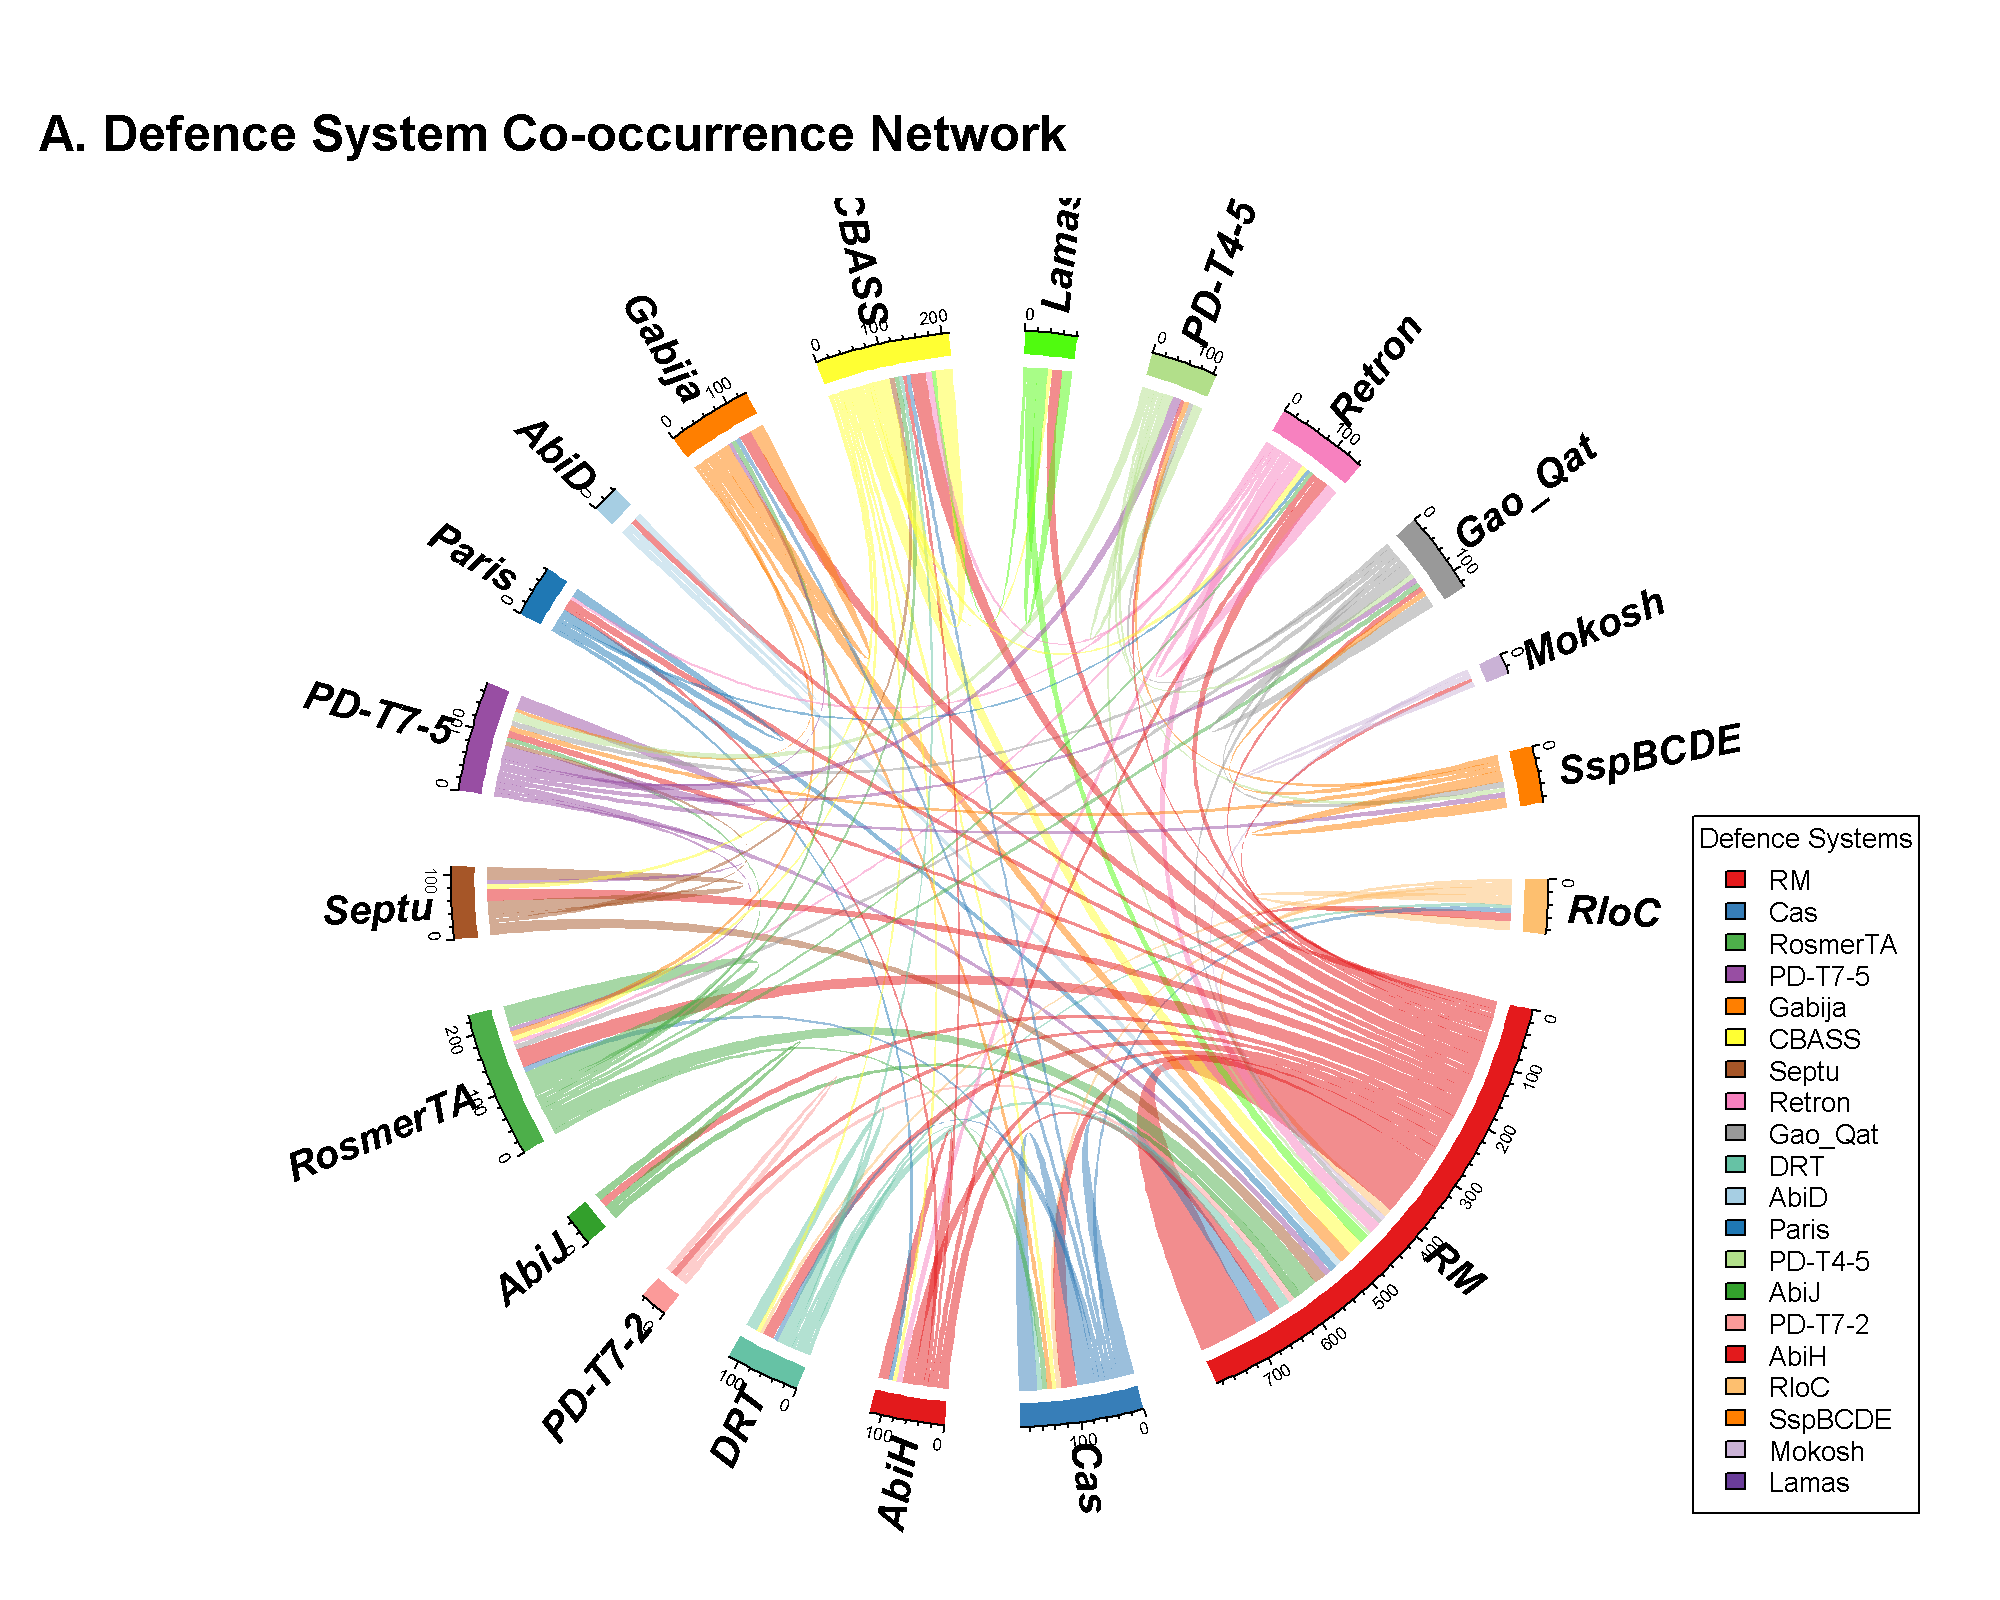 A. Defence System Co-occurrence Network
CBASS
Lamas
PD-T4-5
Gabija
Retron
AbiD
Gao_Qat
Paris
Mokosh
PD-T7-5
SspBCDE
Septu
RloC
RosmerTA
RM
AbiJ
PD-T7-2
DRT
AbiH
Cas
0
100
200
0
0
100
0
100
0
100
0
0
100
0
0
0
0
0
100
200
300
400
500
600
700
0
100
0
100
0
100
0
0
0
100
200
0
100
0
100
0
Defence Systems
RM
Cas
RosmerTA
PD-T7-5
Gabija
CBASS
Septu
Retron
Gao_Qat
DRT
AbiD
Paris
PD-T4-5
AbiJ
PD-T7-2
AbiH
RloC
SspBCDE
Mokosh
Lamas